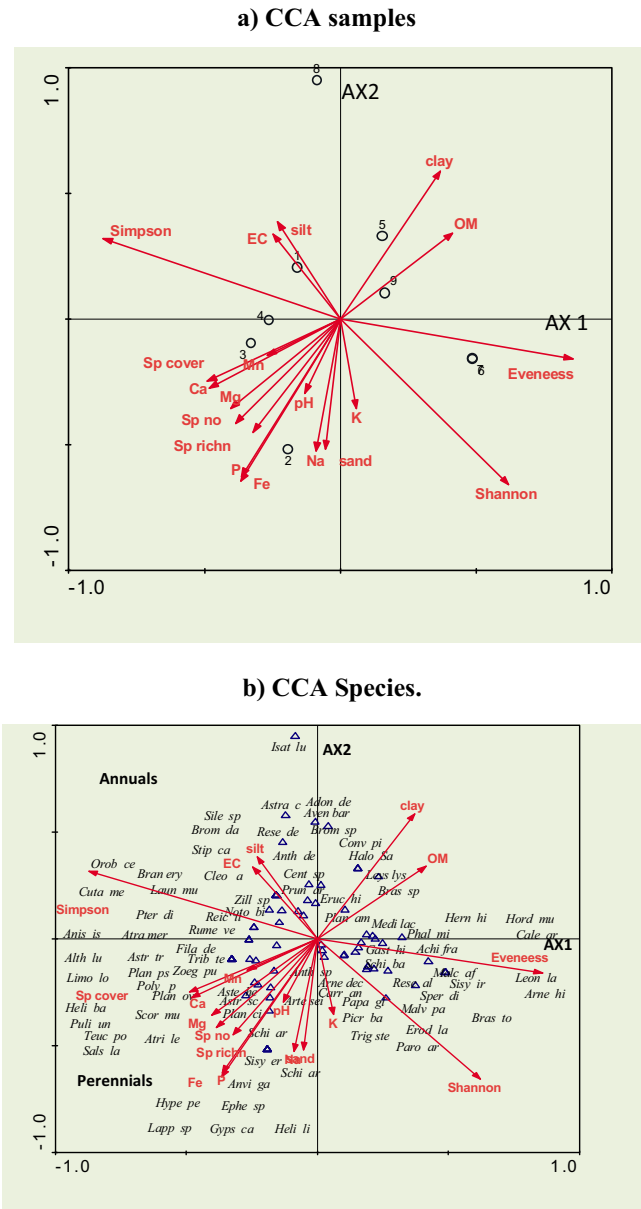 a) CCA samples
1.0
8
AX2
clay
OM
silt
EC
Simpson
5
1
9
4
AX 1
3
Sp cover
Mn
Ca
Mg
pH
K
Sp no
Sp richn
7
6
Eveneess
2
P
Fe
Na
sand
Shannon
-1.0
-1.0
1.0
b) CCA Species.
1.0
AX2
Isat lu
Annuals
Astra c
Adon de
Sile sp
Aven bar
clay
Brom da
Rese de
Brom sp
Stip ca
silt
Anth de
Conv pi
Halo Sa
Orob ce
EC
Bran ery
Cleo a
Cent sp
OM
Cuta me
Laun mu
Prun ar
Bras sp
Zill sp
Eruc hi
Simpson
Pter di
Noto bi
Reic ti
Plan am
Hern hi
Hord mu
Anis is
Atra mer
Rume ve
Medi lac
Phal mi
Cale ar
AX1
Alth lu
Astr tr
Fila de
Trib te
Gast hi
Schi ba
Achi fra
Eveneess
Limo lo
Plan ps
Zoeg pu
Mn
Anth sp
Malc af
Leon la
Sp cover
Poly p
Arne dec
Rese al
Sisy ir
Heli ba
Plan ov
Ca
Astr sc
pH
Arte sei
Carr an
Sper di
Arne hi
Puli un
Scor mu
Mg
Plan ci
K
Papa gl
Malv pa
Teuc po
Atri le
Sp no
Schi ar
Picr ba
Bras to
Sals la
Sp richn
Trig ste
Erod la
Sisy er
Na
sand
Paro ar
Perennials
Fe
P
Anvi ga
Schi ar
Shannon
Hype pe
Ephe sp
Lapp sp
Gyps ca
Heli li
-1.0
-1.0
1.0